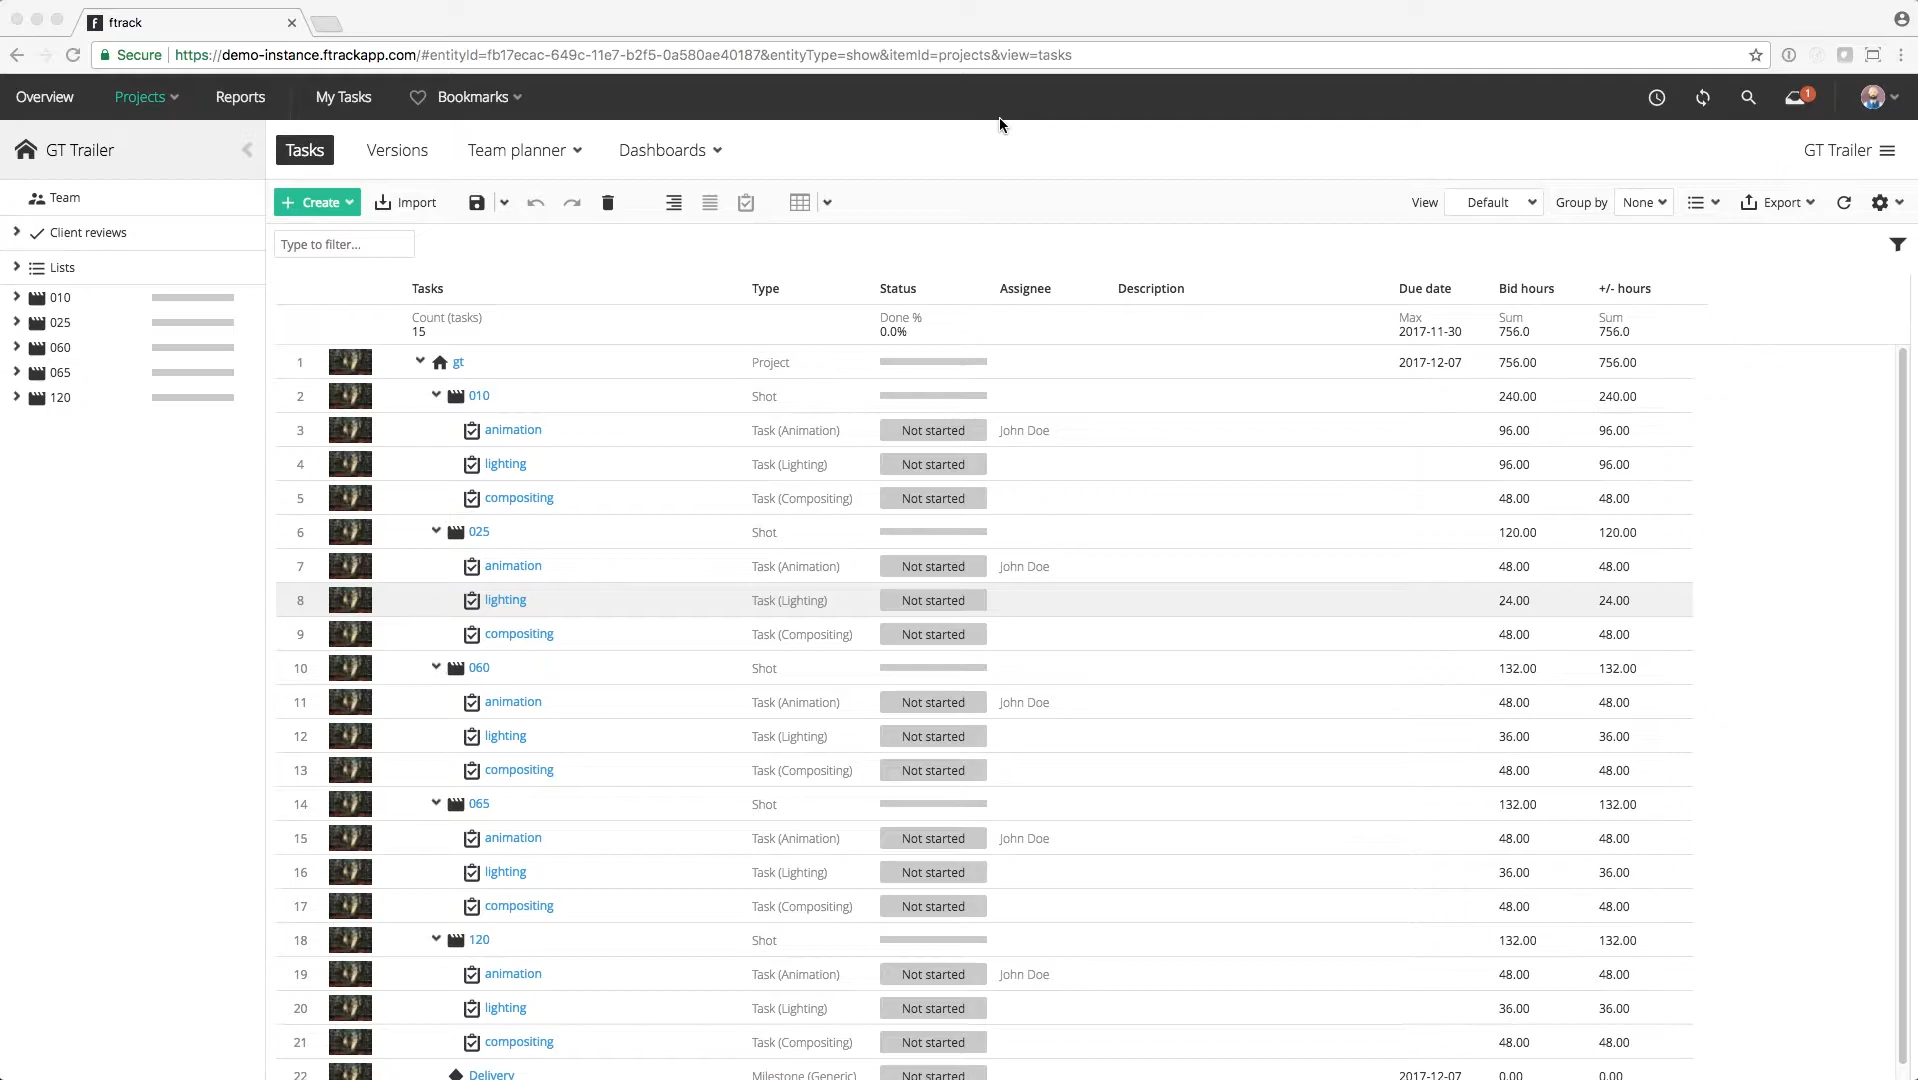 ftrack
Secure https://demo-instance.ftrackapp.com/#entityId=fb17ecac-649c-11e7-b2f5-0a580ae40187&entityType=show&itemId=projects&view=tasks
Overview Projects Reports My Tasks Bookmarks 1
GT Trailer Tasks Versions Team planner Dashboards GT Trailer
Team
Client reviews
Lists
010
025
060
065
120
+ Create Import View Default Group by None Export
Type to filter...
Tasks Type Status Assignee Description Due date Bid hours +/- hours
Count (tasks) Done % Max Sum Sum
15 0.0% 2017-11-30 756.0 756.0
1 gt Project 2017-12-07 756.00 756.00
2 010 Shot 240.00 240.00
3 animation Task (Animation) Not started John Doe 96.00 96.00
4 lighting Task (Lighting) Not started 96.00 96.00
5 compositing Task (Compositing) Not started 48.00 48.00
6 025 Shot 120.00 120.00
7 animation Task (Animation) Not started John Doe 48.00 48.00
8 lighting Task (Lighting) Not started 24.00 24.00
9 compositing Task (Compositing) Not started 48.00 48.00
10 060 Shot 132.00 132.00
11 animation Task (Animation) Not started John Doe 48.00 48.00
12 lighting Task (Lighting) Not started 36.00 36.00
13 compositing Task (Compositing) Not started 48.00 48.00
14 065 Shot 132.00 132.00
15 animation Task (Animation) Not started John Doe 48.00 48.00
16 lighting Task (Lighting) Not started 36.00 36.00
17 compositing Task (Compositing) Not started 48.00 48.00
18 120 Shot 132.00 132.00
19 animation Task (Animation) Not started John Doe 48.00 48.00
20 lighting Task (Lighting) Not started 36.00 36.00
21 compositing Task (Compositing) Not started 48.00 48.00
22 Delivery Milestone (Generic) Not started 2017-12-07 0.00 0.00